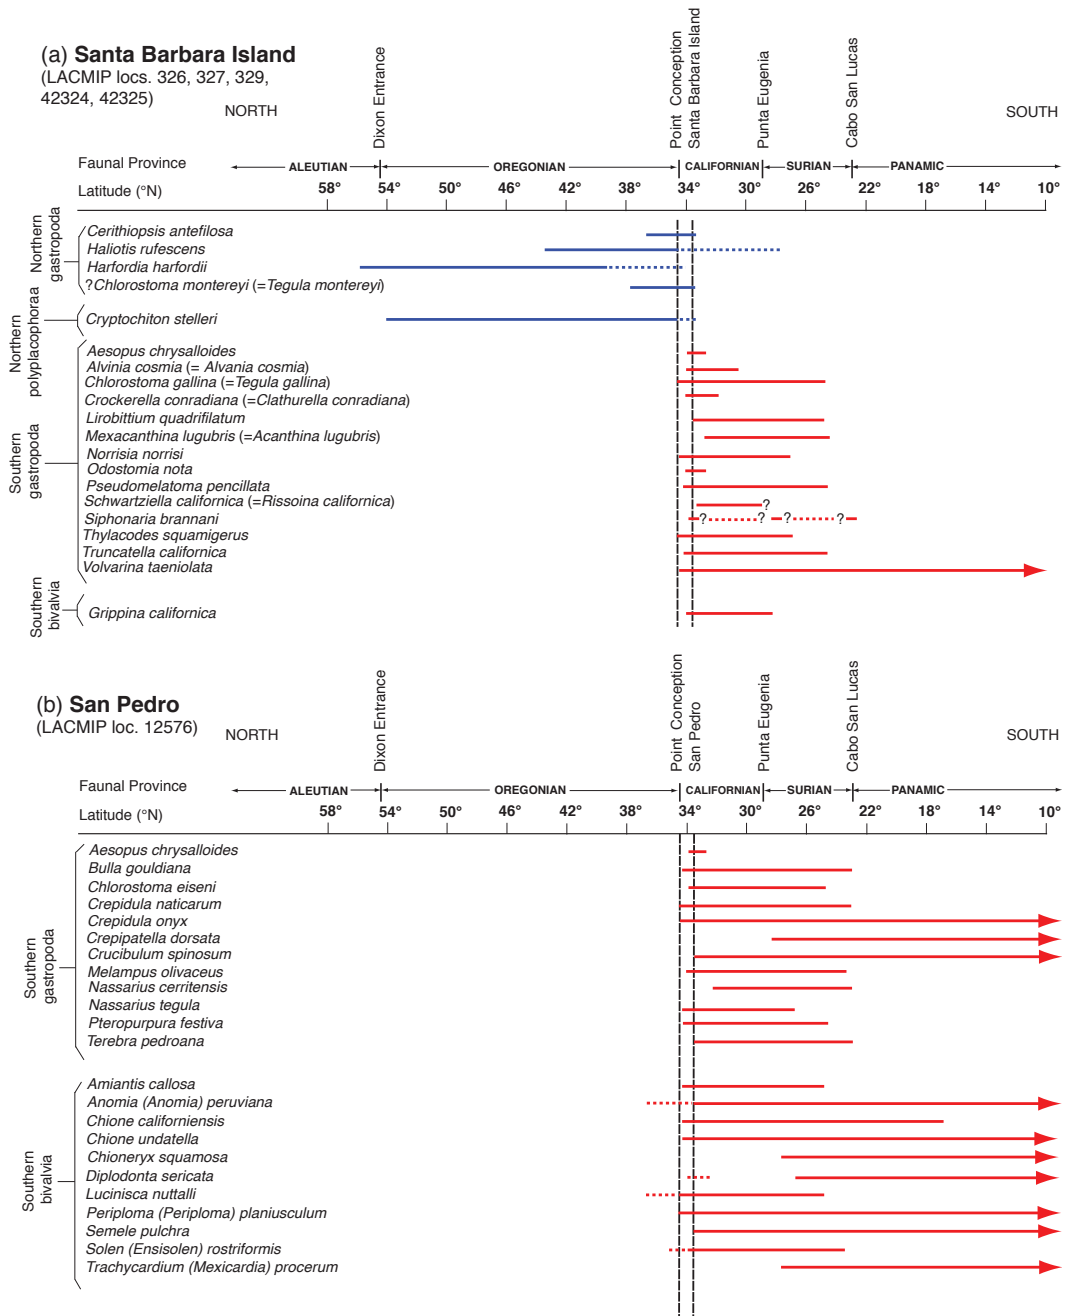 (a) Santa Barbara Island
(LACMIP locs. 326, 327, 329,
42324, 42325)
NORTH
Dixon Entrance
Point Conception
Santa Barbara Island
Punta Eugenia
Cabo San Lucas
SOUTH
Faunal Province
ALEUTIAN OREGONIAN CALIFORNIAN SURIAN PANAMIC
Latitude (°N)
58° 54° 50° 46° 42° 38° 34° 30° 26° 22° 18° 14° 10°
Northern
gastropoda
Cerithiopsis antefilosa
Haliotis rufescens
Harfordia harfordii
?Chlorostoma montereyi (=Tegula montereyi)
Northern
polyplacophoraa
Cryptochiton stelleri
Southern
gastropoda
Aesopus chrysalloides
Alvinia cosmia (= Alvania cosmia)
Chlorostoma gallina (=Tegula gallina)
Crockerella conradiana (=Clathurella conradiana)
Lirobittium quadrifilatum
Mexacanthina lugubris (=Acanthina lugubris)
Norrisia norrisi
Odostomia nota
Pseudomelatoma pencillata
Schwartziella californica (=Rissoina californica) ?
Siphonaria brannani ? ? ? ?
Thylacodes squamigerus
Truncatella californica
Volvarina taeniolata
Southern
bivalvia
Grippina californica
(b) San Pedro
(LACMIP loc. 12576)
NORTH
Dixon Entrance
Point Conception
San Pedro
Punta Eugenia
Cabo San Lucas
SOUTH
Faunal Province
ALEUTIAN OREGONIAN CALIFORNIAN SURIAN PANAMIC
Latitude (°N)
58° 54° 50° 46° 42° 38° 34° 30° 26° 22° 18° 14° 10°
Southern
gastropoda
Aesopus chrysalloides
Bulla gouldiana
Chlorostoma eiseni
Crepidula naticarum
Crepidula onyx
Crepipatella dorsata
Crucibulum spinosum
Melampus olivaceus
Nassarius cerritensis
Nassarius tegula
Pteropurpura festiva
Terebra pedroana
Southern
bivalvia
Amiantis callosa
Anomia (Anomia) peruviana
Chione californiensis
Chione undatella
Chioneryx squamosa
Diplodonta sericata
Lucinisca nuttalli
Periploma (Periploma) planiusculum
Semele pulchra
Solen (Ensisolen) rostriformis
Trachycardium (Mexicardia) procerum